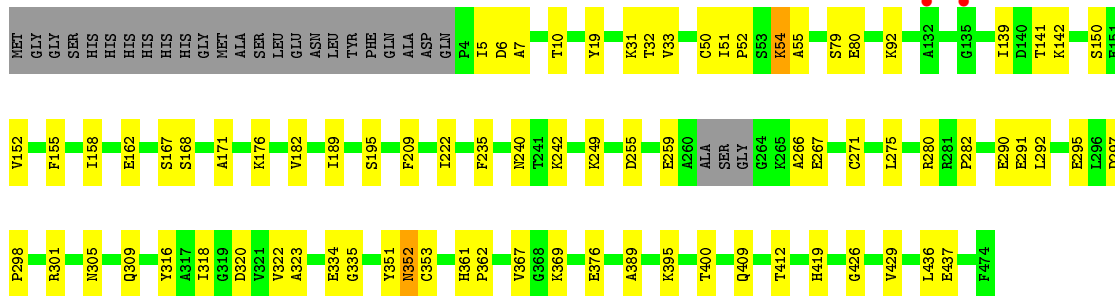 MET GLY GLY SER HIS HIS HIS HIS HIS HIS GLY MET ALA SER LEU GLU ASN LEU TYR PHE GLN ALA ASP GLN P4 I5 D6 A7 T10 Y19 K31 T32 V33 C50 I51 P52 S53 K54 A55 S79 E80 K92 A132 G135 I139 D140 T141 K142 S150
V152 F155 I158 E162 S167 S168 A171 K176 V182 I189 S195 F209 I222 F235 N240 T241 K242 K249 D255 E259 A260 ALA SER GLY G264 K265 A266 E267 C271 L275 R280 R281 P282 E290 E291 L292 E295 L296
P298 R301 N305 Q309 Y316 A317 I318 G319 D320 V321 V322 A323 E334 G335 Y351 N352 C353 H361 P362 V367 G368 K369 E376 A389 K395 T400 Q409 T412 H419 G426 V429 L436 E437 F474